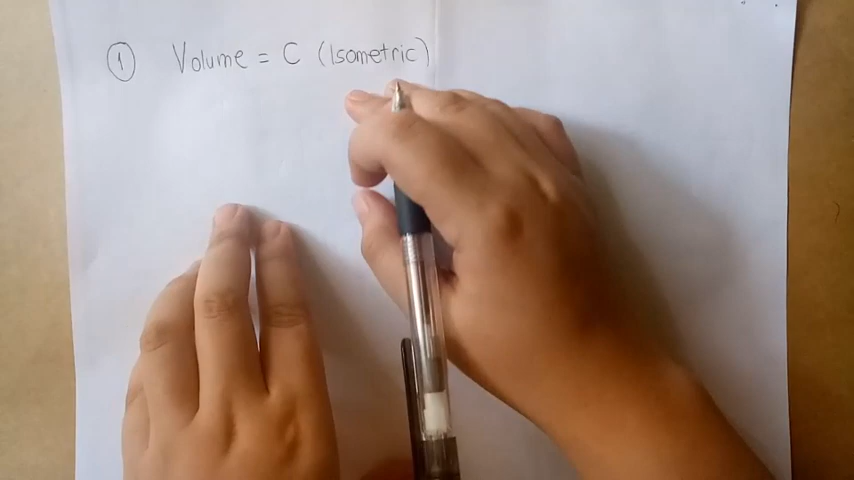 ① Volume = C (Isometric)